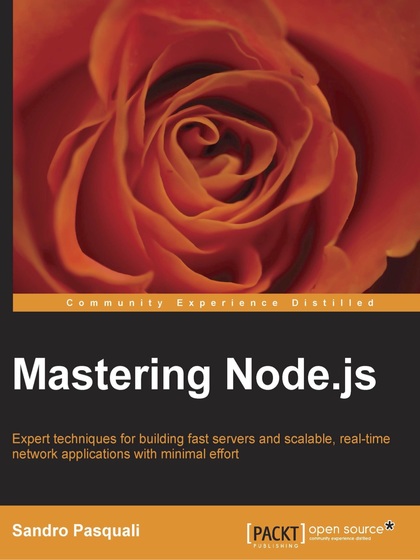 Community Experience Distilled
Mastering Node.js
Expert techniques for building fast servers and scalable, real-time
network applications with minimal effort
Sandro Pasquali
[PACKT] open source*
PUBLISHING community experience distilled